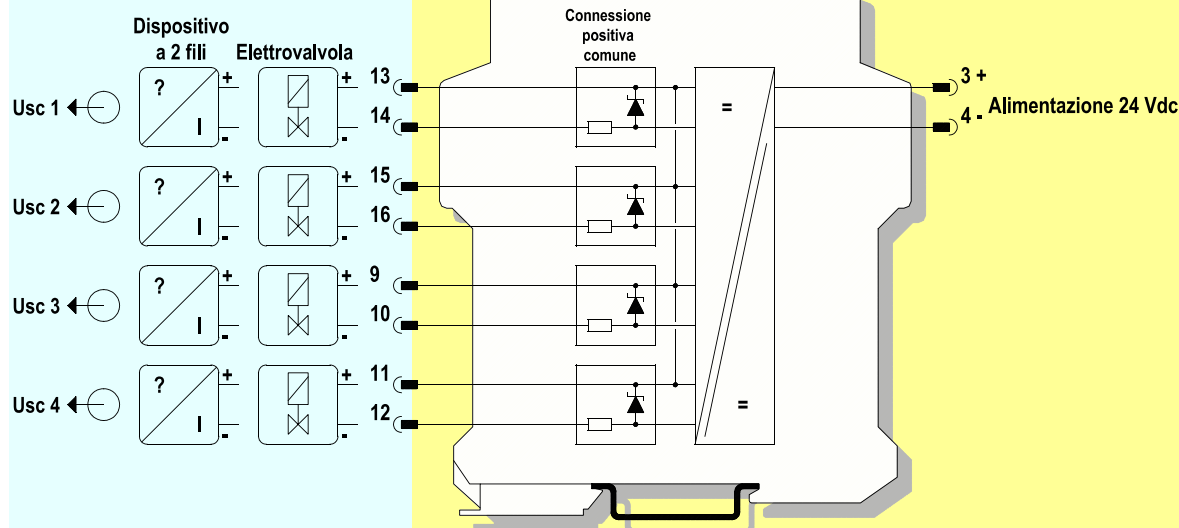 Connessione
positiva
comune
Dispositivo
a 2 fili
Elettrovalvola
Usc 1
?
I
+
-
+
-
13
14
=
3 +
4 -
Alimentazione 24 Vdc
Usc 2
?
I
+
-
+
-
15
16
Usc 3
?
I
+
-
+
-
9
10
Usc 4
?
I
+
-
+
-
11
12
=